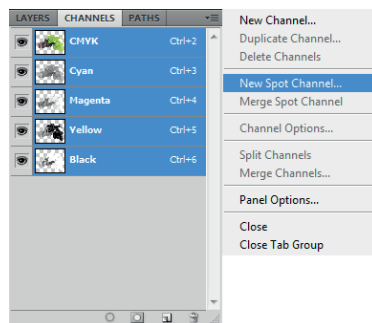 LAYERS CHANNELS PATHS
CMYK Ctrl+2
Cyan Ctrl+3
Magenta Ctrl+4
Yellow Ctrl+5
Black Ctrl+6
New Channel...
Duplicate Channel...
Delete Channels
New Spot Channel...
Merge Spot Channel
Channel Options...
Split Channels
Merge Channels...
Panel Options...
Close
Close Tab Group